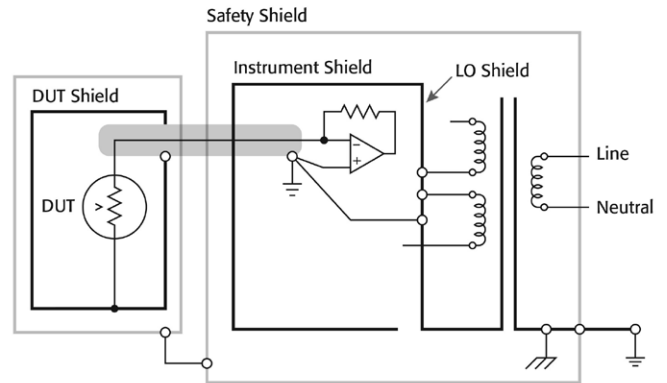 Safety Shield
Instrument Shield
LO Shield
DUT Shield
Line
DUT
Neutral